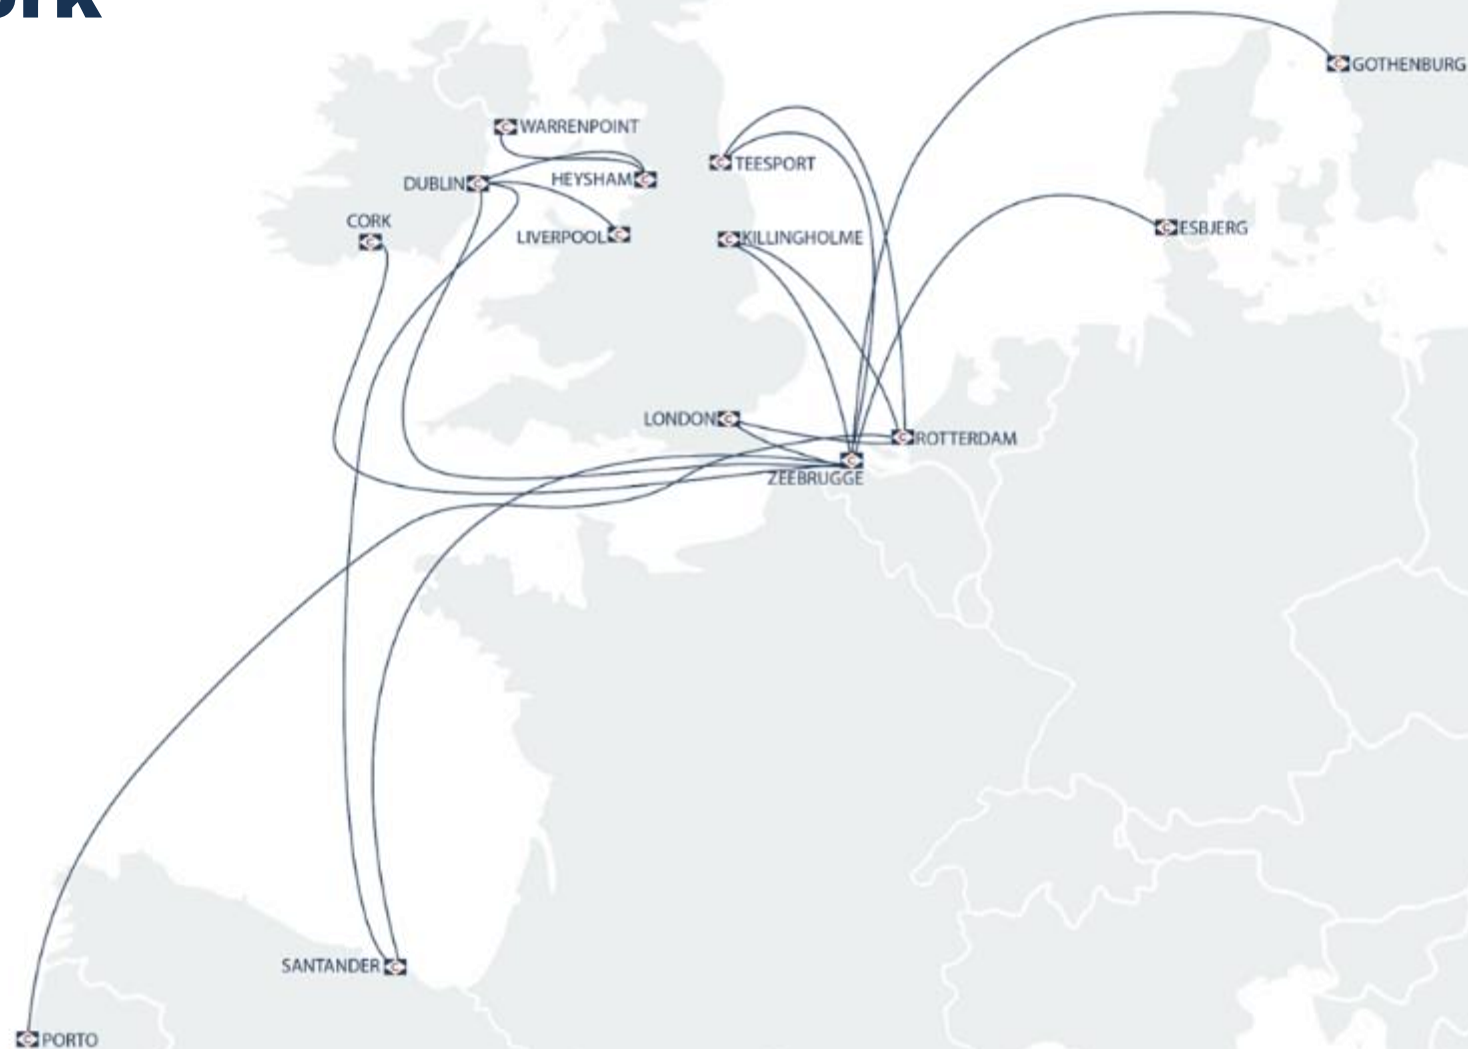 ork
GOTHENBURG
WARRENPOINT
TEESPORT
DUBLIN
HEYSHAM
CORK
ESBJERG
LIVERPOOL
KILLINGHOLME
LONDON
ROTTERDAM
ZEEBRUGGE
SANTANDER
PORTO